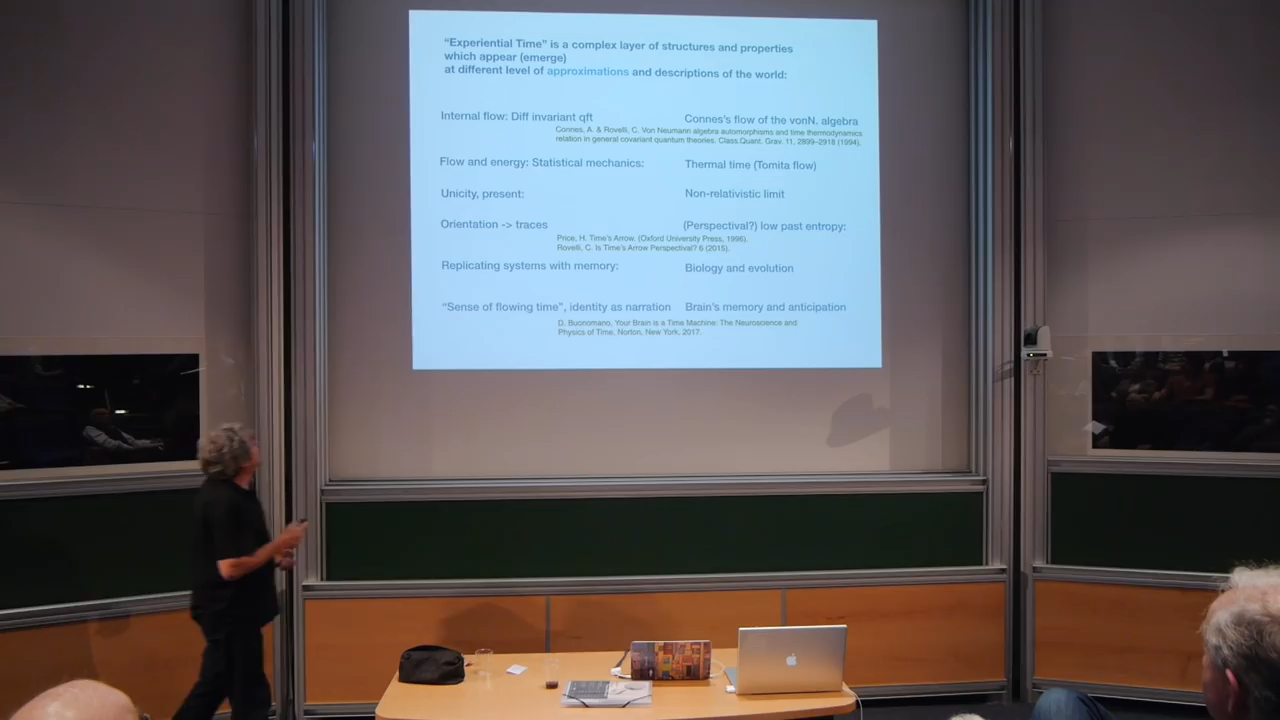 “Experiential Time” is a complex layer of structures and properties
which appear (emerge)
at different level of approximations and descriptions of the world:
Internal flow: Diff invariant qft
Connes's flow of the vonN. algebra
Connes, A. & Rovelli, C. Von Neumann algebra automorphisms and time thermodynamics
relation in general covariant quantum theories. Class.Quant. Grav. 11, 2899–2918 (1994).
Flow and energy: Statistical mechanics:
Thermal time (Tomita flow)
Unicity, present:
Non-relativistic limit
Orientation -> traces
(Perspectival?) low past entropy:
Price, H. Time's Arrow. (Oxford University Press, 1996).
Rovelli, C. Is Time's Arrow Perspectival? 6 (2015).
Replicating systems with memory:
Biology and evolution
“Sense of flowing time”, identity as narration
Brain's memory and anticipation
D. Buonomano, Your Brain is a Time Machine: The Neuroscience and
Physics of Time, Norton, New York, 2017.